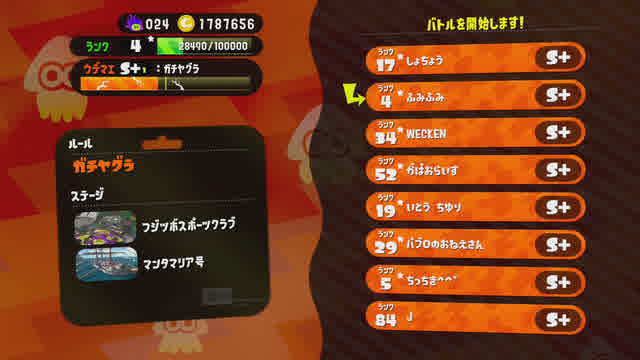 024 1787656
ランク 4★ 28490/100000
ウデマエ S+1 :ガチヤグラ
ルール
ガチヤグラ
ステージ
フジツボスポーツクラブ
マンタマリア号
バトルを開始します!
ランク 17★ しょちょう S+
ランク 4★ ふみふみ S+
ランク 34★ WECKEN S+
ランク 52★ かばおらいす S+
ランク 19★ いとう ちゆり S+
ランク 29★ パブロのおねえさん S+
ランク 5★ ちっちき^^* S+
ランク 84 J S+